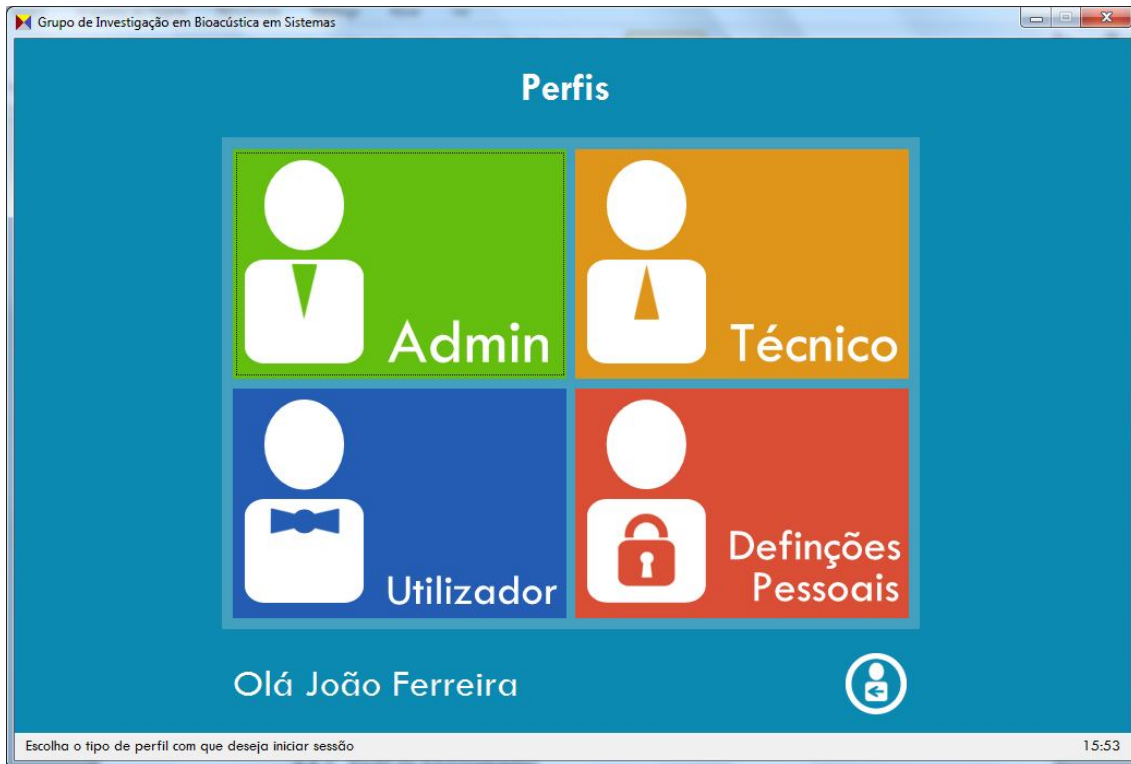 Grupo de Investigação em Bioacústica em Sistemas
Perfis
Admin
Técnico
Utilizador
Definções
Pessoais
Olá João Ferreira
Escolha o tipo de perfil com que deseja iniciar sessão
15:53